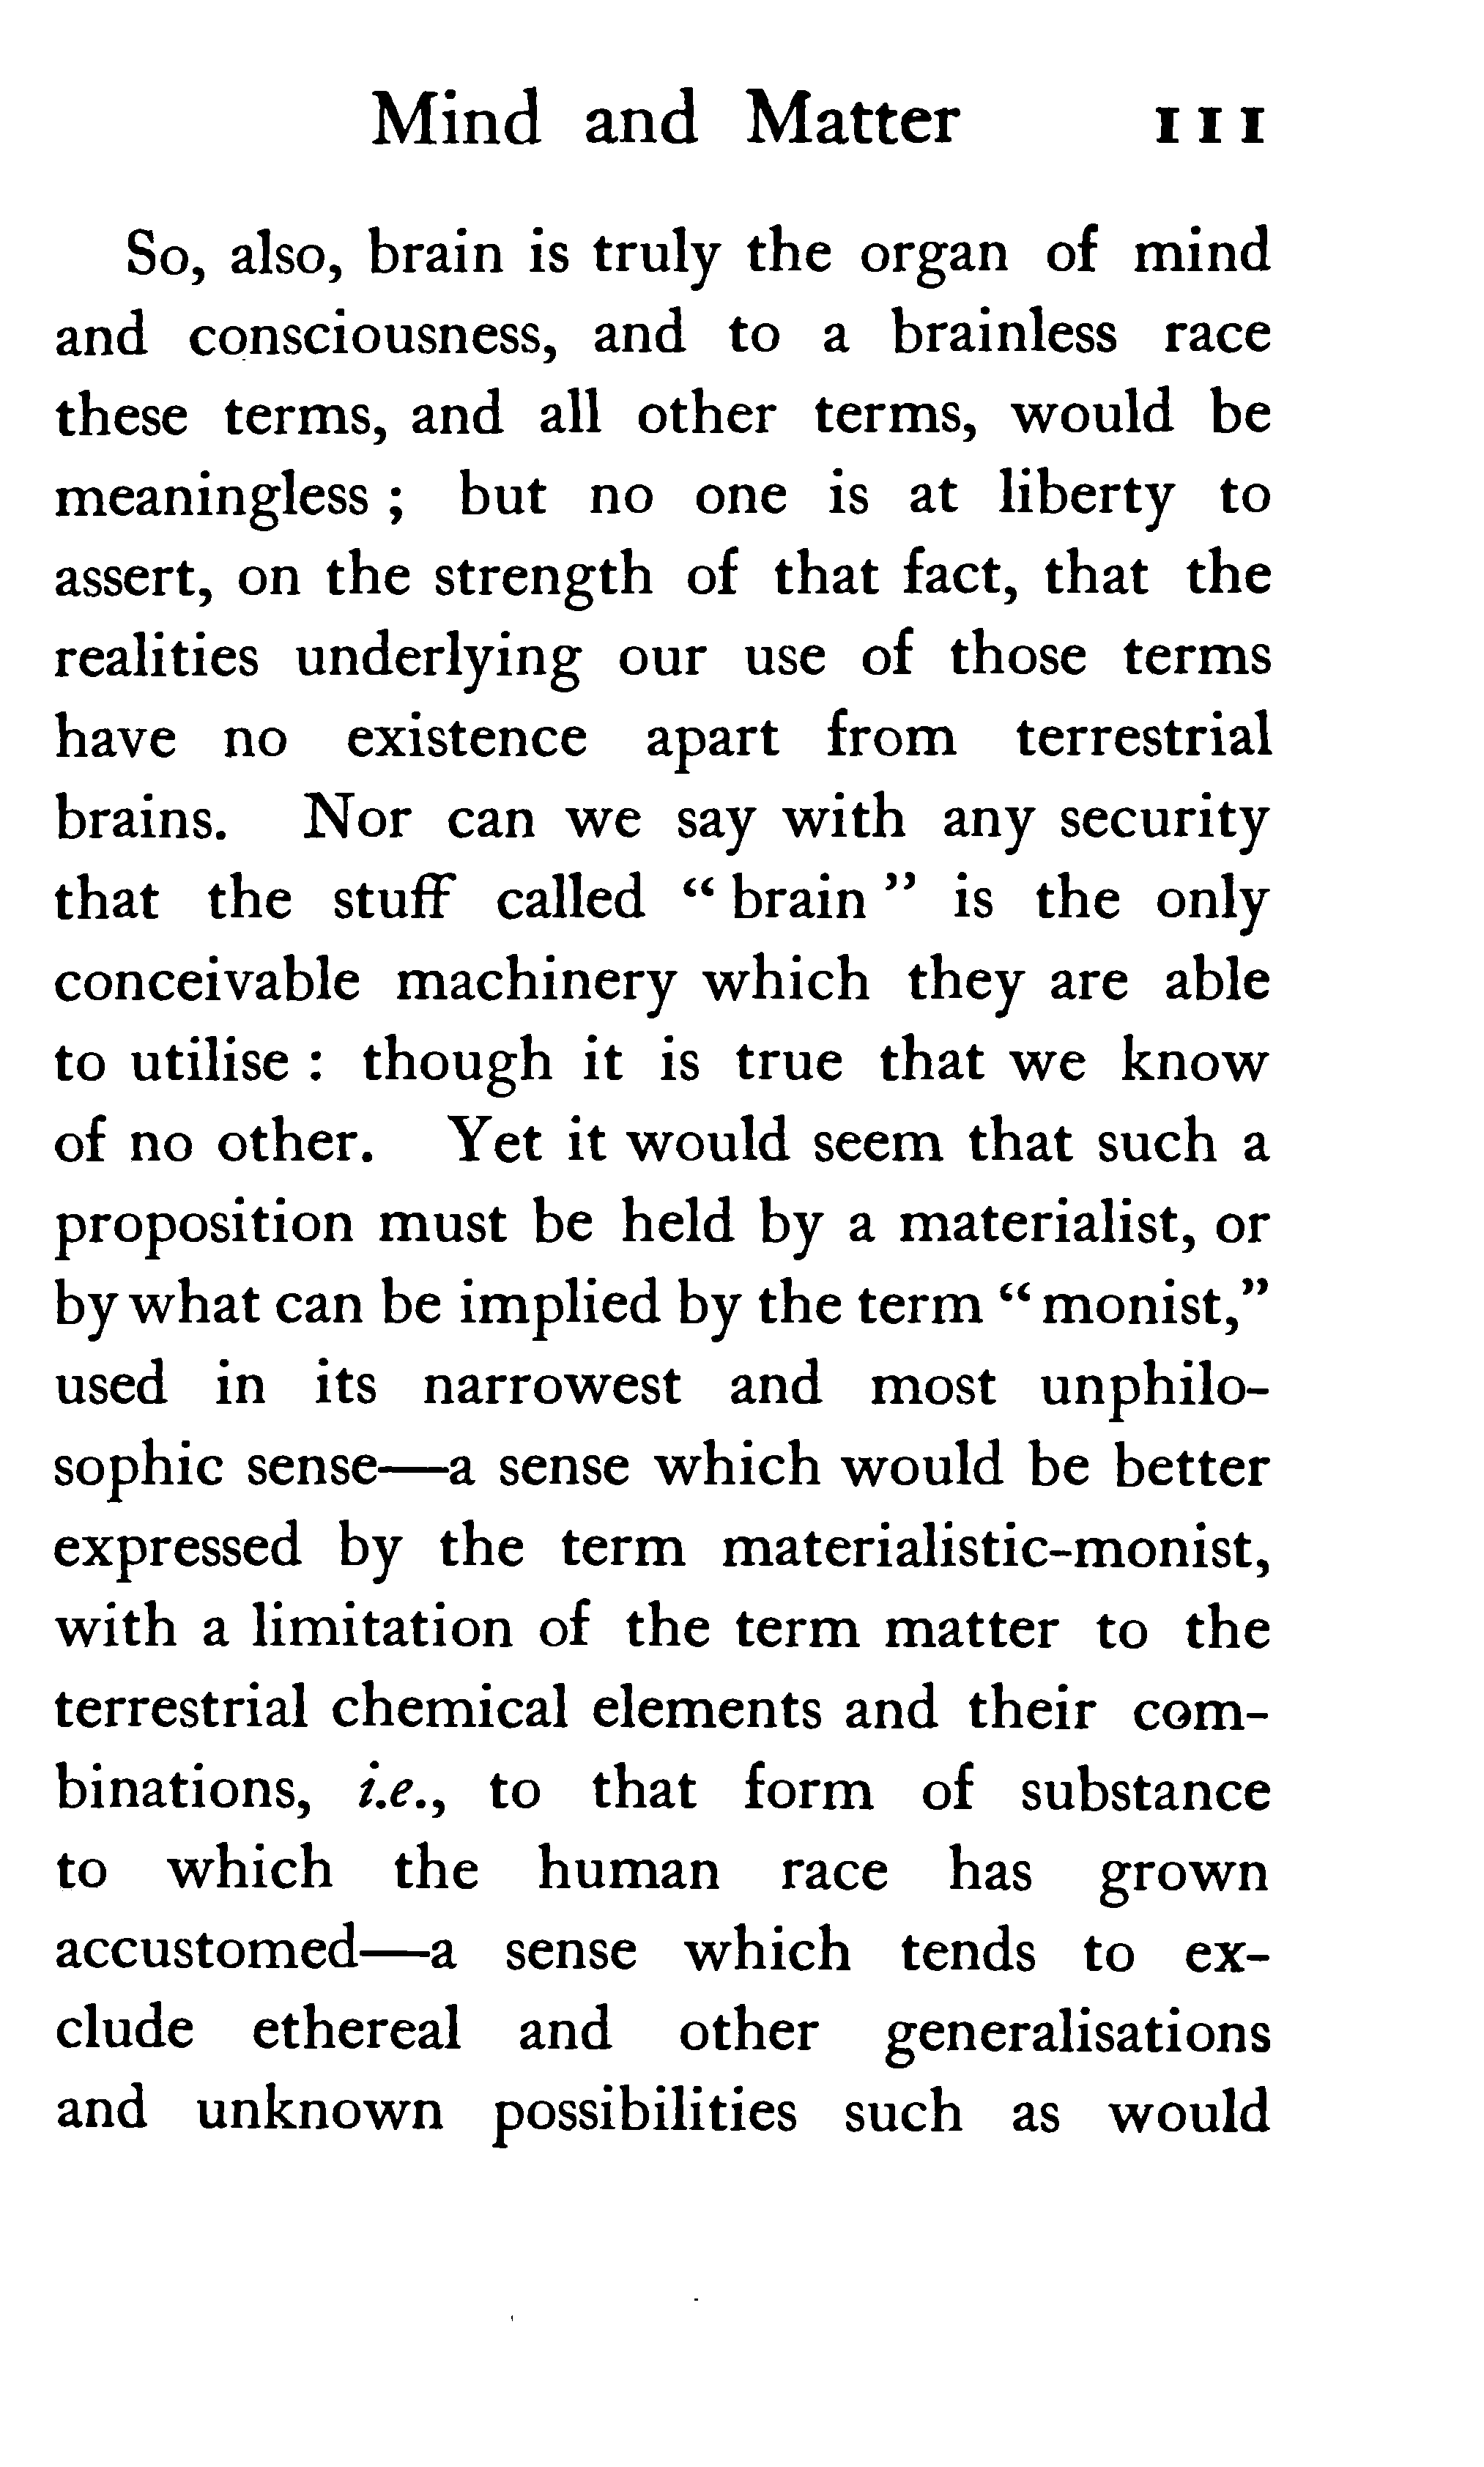 Mind and Matter 111
So, also, brain is truly the organ of mind
and consciousness, and to a brainless race
these terms, and all other terms, would be
meaningless ; but no one is at liberty to
assert, on the strength of that fact, that the
realities underlying our use of those terms
have no existence apart from terrestrial
brains. Nor can we say with any security
that the stuff called “ brain ” is the only
conceivable machinery which they are able
to utilise : though it is true that we know
of no other. Yet it would seem that such a
proposition must be held by a materialist, or
by what can be implied by the term “ monist,”
used in its narrowest and most unphilo-
sophic sense—a sense which would be better
expressed by the term materialistic-monist,
with a limitation of the term matter to the
terrestrial chemical elements and their com-
binations, i.e., to that form of substance
to which the human race has grown
accustomed—a sense which tends to ex-
clude ethereal and other generalisations
and unknown possibilities such as would